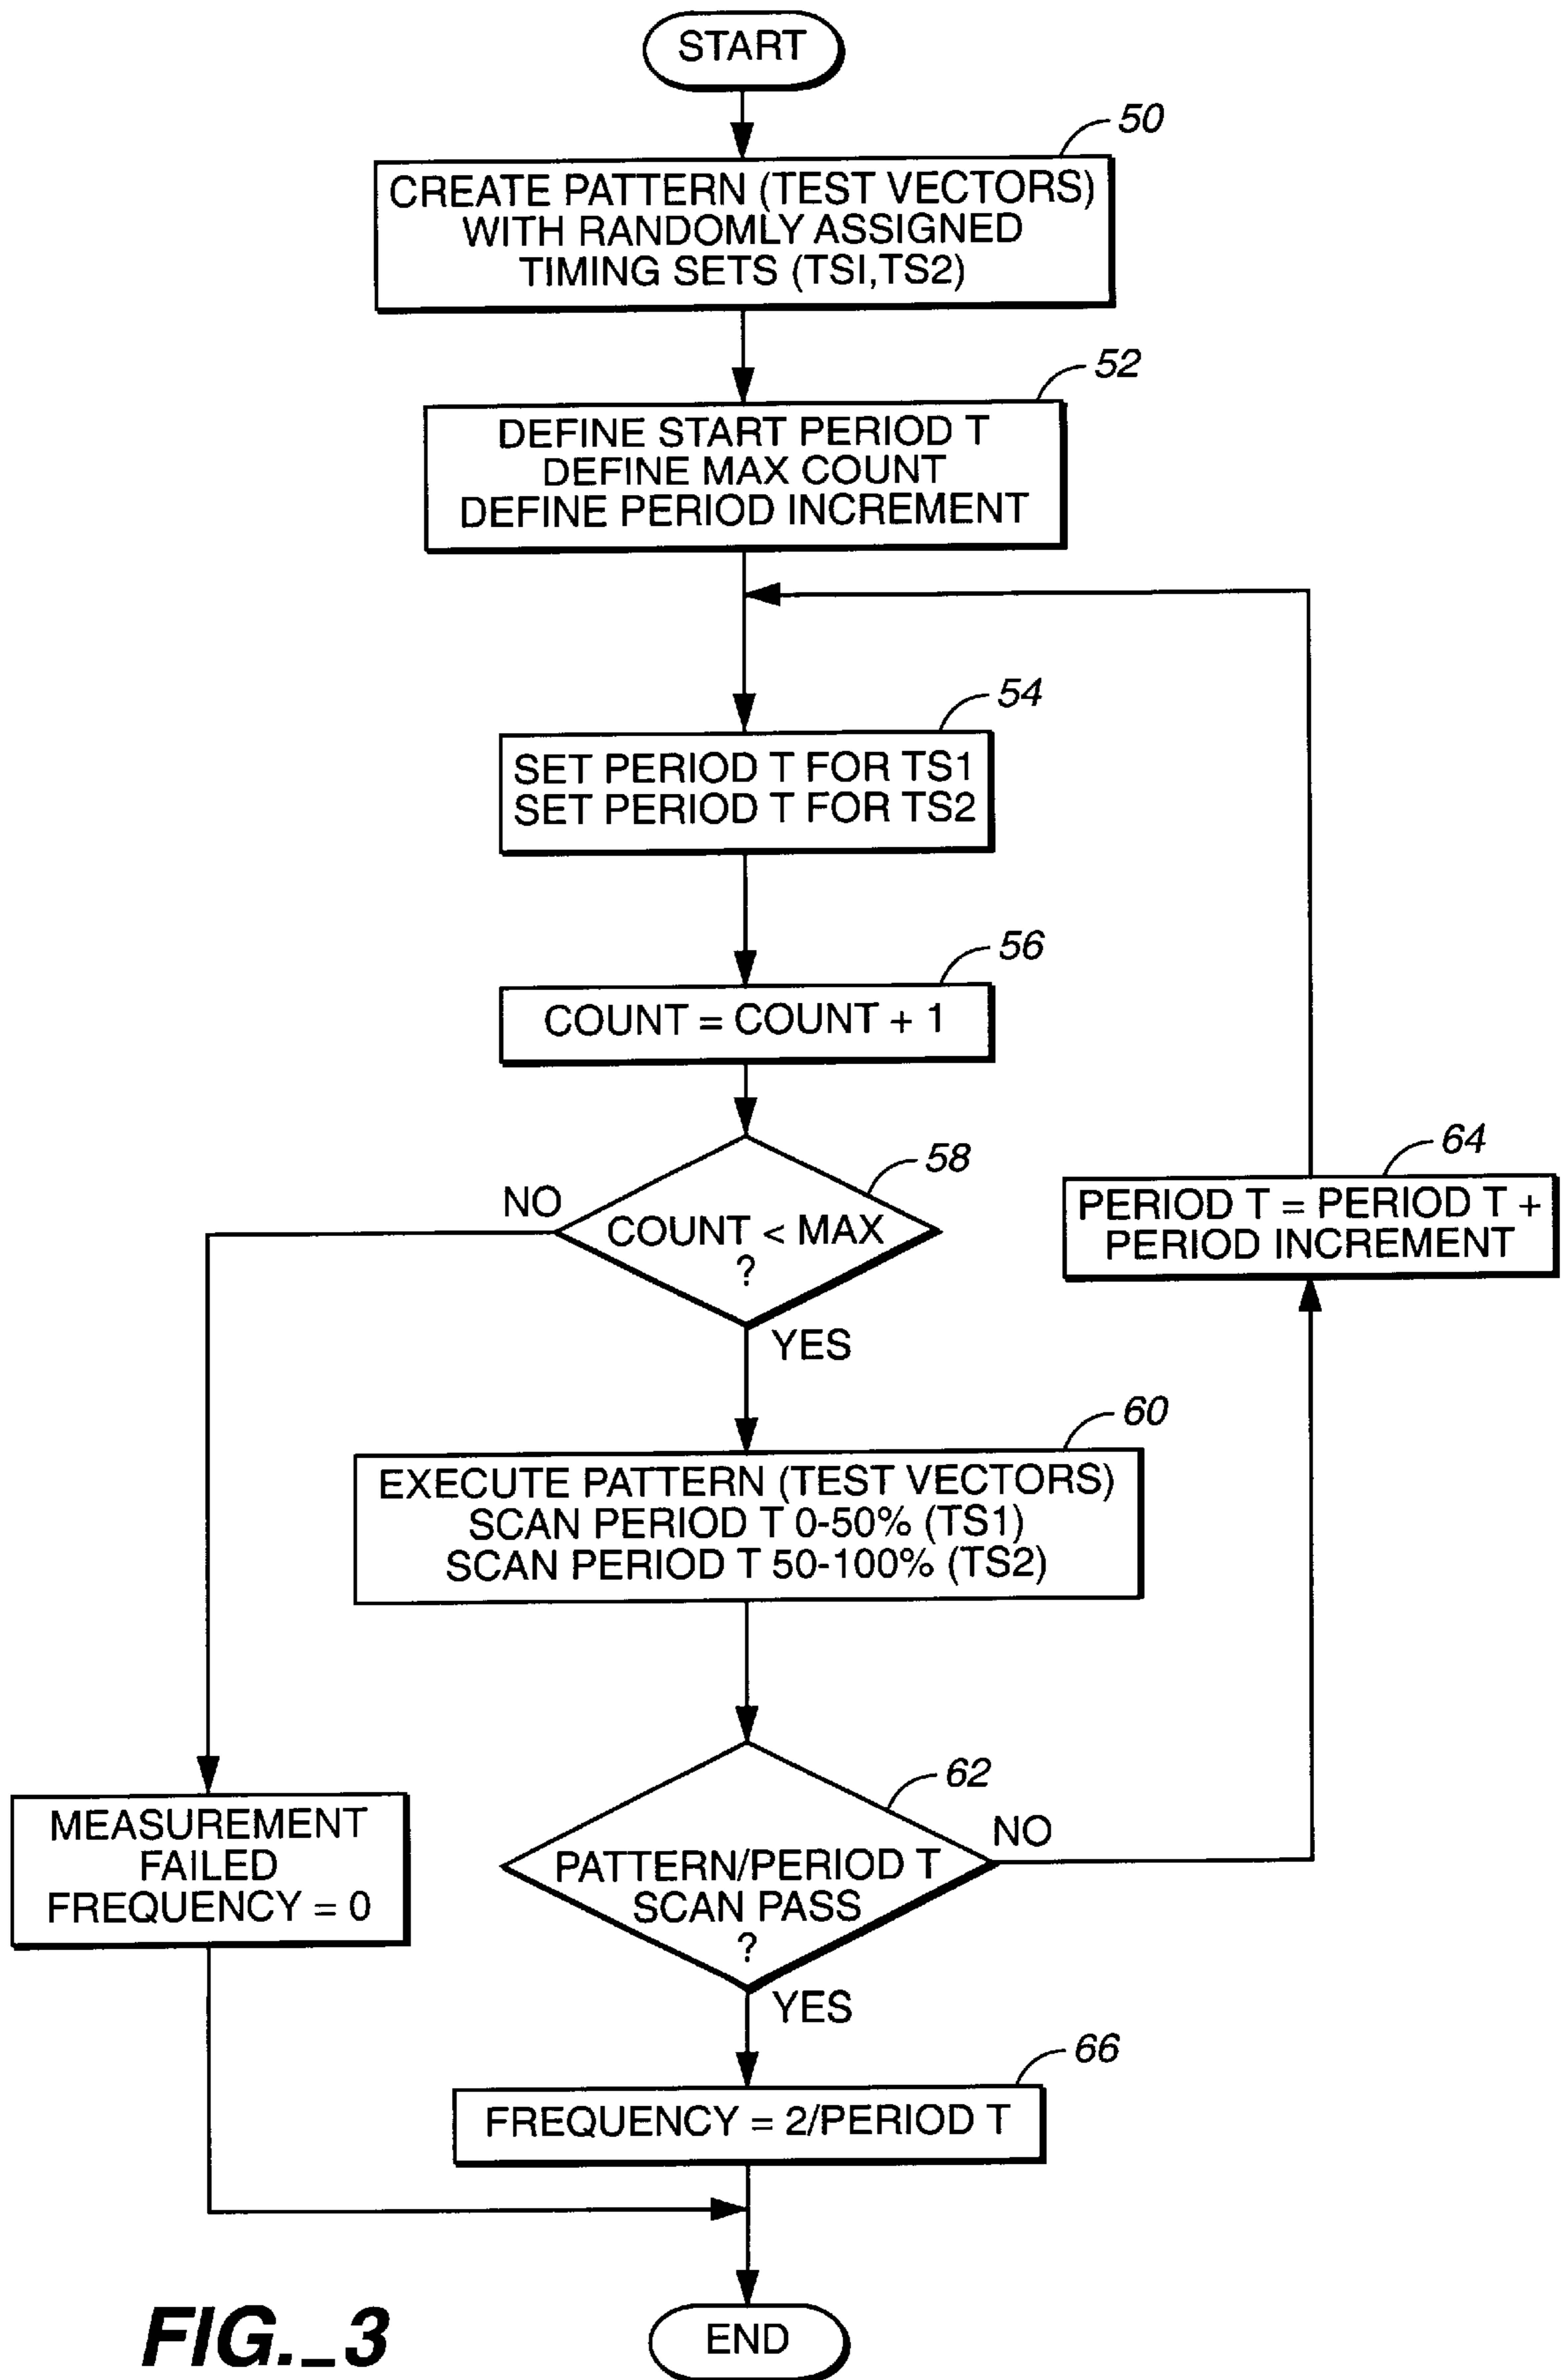 START
50
CREATE PATTERN (TEST VECTORS)
WITH RANDOMLY ASSIGNED
TIMING SETS (TSI,TS2)
52
DEFINE START PERIOD T
DEFINE MAX COUNT
DEFINE PERIOD INCREMENT
54
SET PERIOD T FOR TS1
SET PERIOD T FOR TS2
56
COUNT = COUNT + 1
58
NO
COUNT < MAX
?
YES
64
PERIOD T = PERIOD T +
PERIOD INCREMENT
60
EXECUTE PATTERN (TEST VECTORS)
SCAN PERIOD T 0-50% (TS1)
SCAN PERIOD T 50-100% (TS2)
62
NO
PATTERN/PERIOD T
SCAN PASS
?
YES
MEASUREMENT
FAILED
FREQUENCY = 0
66
FREQUENCY = 2/PERIOD T
END
FIG._3